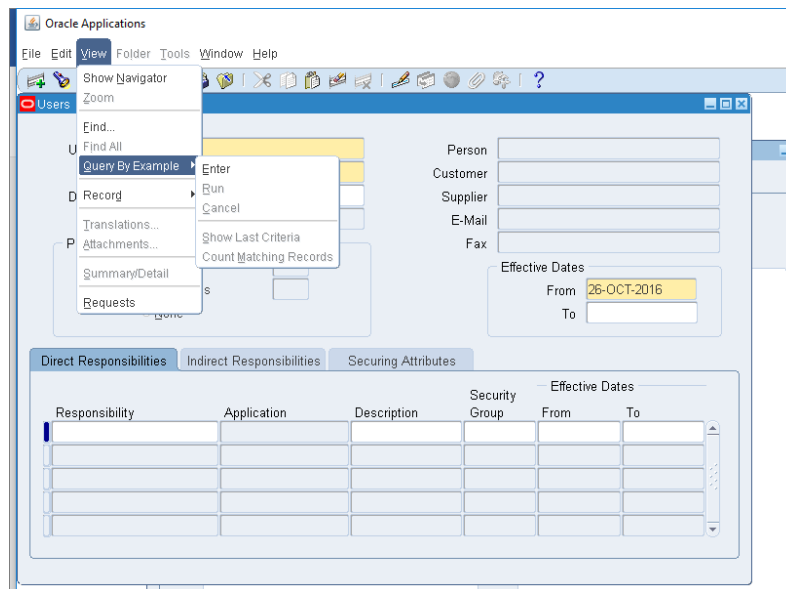 Oracle Applications
File Edit View Folder Tools Window Help
Show Navigator
Zoom
Users
Find...
Find All
Query By Example
Enter
Run
Cancel
Show Last Criteria
Count Matching Records
Record
Translations...
Attachments...
Summary/Detail
Requests
None
Person
Customer
Supplier
E-Mail
Fax
Effective Dates
From 26-OCT-2016
To
Direct Responsibilities Indirect Responsibilities Securing Attributes
Effective Dates
Security
Responsibility Application Description Group From To